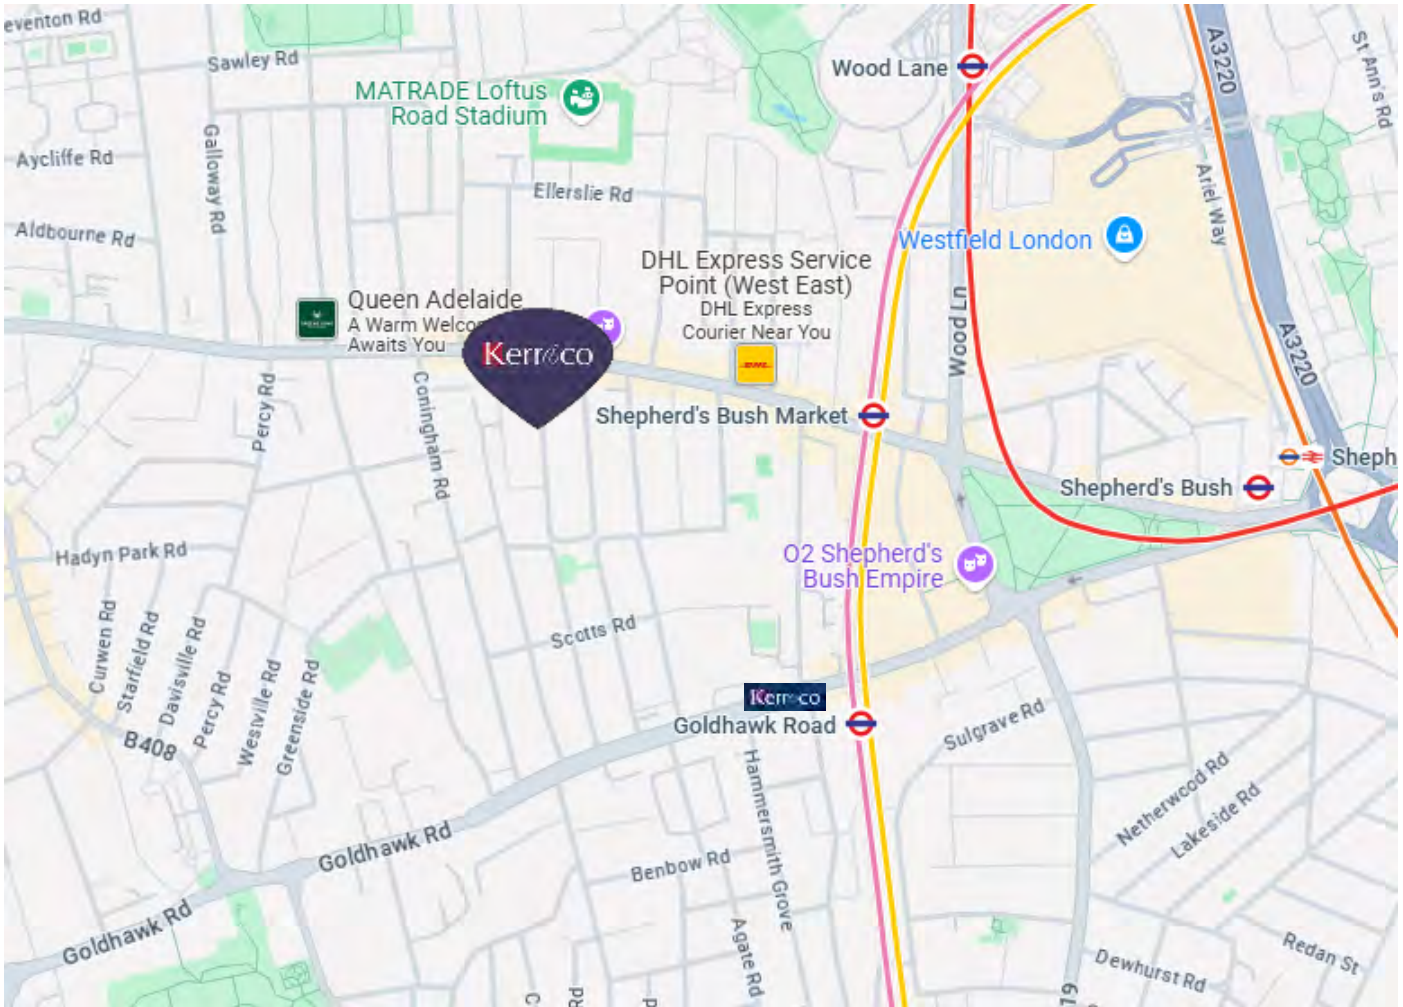 eventon Rd
Sawley Rd
MATRADE Loftus
Road Stadium
Wood Lane
A3220
St Ann's Rd
Aycliffe Rd
Galloway Rd
Ellerslie Rd
Ariel Way
Aldbourne Rd
Westfield London
DHL Express Service
Point (West East)
DHL Express
Courier Near You
Queen Adelaide
A Warm Welco
Awaits You
Kerr&co
DHL
Wood Ln
A3220
Percy Rd
Coningham Rd
Shepherd's Bush Market
Sheph
Shepherd's Bush
Hadyn Park Rd
O2 Shepherd's
Bush Empire
Curwen Rd
Starfield Rd
Davisville Rd
Percy Rd
Westville Rd
Greenside Rd
Scotts Rd
Kerr&co
Goldhawk Road
Sulgrave Rd
B408
Hammersmith Grove
Netherwood Rd
Lakeside Rd
Goldhawk Rd
Benbow Rd
Goldhawk Rd
Agate Rd
Redan St
Dewhurst Rd